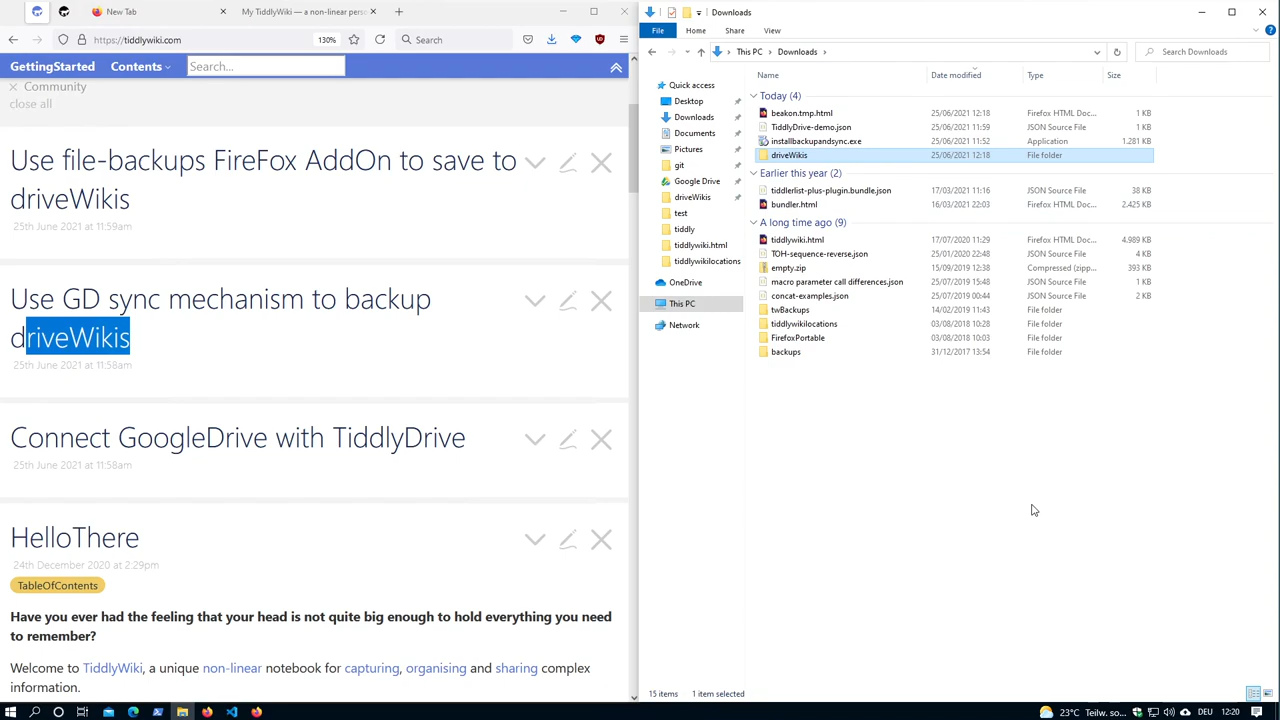 New Tab
My TiddlyWiki — a non-linear perso
https://tiddlywiki.com
130%
Search
GettingStarted
Contents
Search...
Community
close all
Use file-backups FireFox AddOn to save to
driveWikis
25th June 2021 at 11:59am
Use GD sync mechanism to backup
driveWikis
25th June 2021 at 11:58am
Connect GoogleDrive with TiddlyDrive
25th June 2021 at 11:58am
HelloThere
24th December 2020 at 2:29pm
TableOfContents
Have you ever had the feeling that your head is not quite big enough to hold everything you need
to remember?
Welcome to TiddlyWiki, a unique non-linear notebook for capturing, organising and sharing complex
information.
Downloads
File Home Share View
This PC > Downloads >
Search Downloads
Quick access
Desktop
Downloads
Documents
Pictures
git
Google Drive
driveWikis
test
tiddly
tiddlywiki.html
tiddlywikilocations
OneDrive
This PC
Network
Name Date modified Type Size
Today (4)
beakon.tmp.html 25/06/2021 12:18 Firefox HTML Doc... 1 KB
TiddlyDrive-demo.json 25/06/2021 11:59 JSON Source File 1 KB
installbackupandsync.exe 25/06/2021 11:52 Application 1.281 KB
driveWikis 25/06/2021 12:18 File folder
Earlier this year (2)
tiddlerlist-plus-plugin.bundle.json 17/03/2021 11:16 JSON Source File 38 KB
bundler.html 16/03/2021 22:03 Firefox HTML Doc... 2.425 KB
A long time ago (9)
tiddlywiki.html 17/07/2020 11:29 Firefox HTML Doc... 4.989 KB
TOH-sequence-reverse.json 25/01/2020 22:48 JSON Source File 4 KB
empty.zip 15/09/2019 12:38 Compressed (zipp... 393 KB
macro parameter call differences.json 25/07/2019 15:48 JSON Source File 1 KB
concat-examples.json 25/07/2019 00:44 JSON Source File 2 KB
twBackups 14/02/2019 11:43 File folder
tiddlywikilocations 03/08/2018 10:28 File folder
FirefoxPortable 03/08/2018 10:03 File folder
backups 31/12/2017 13:54 File folder
15 items 1 item selected
23°C Teilw. so... DEU 12:20